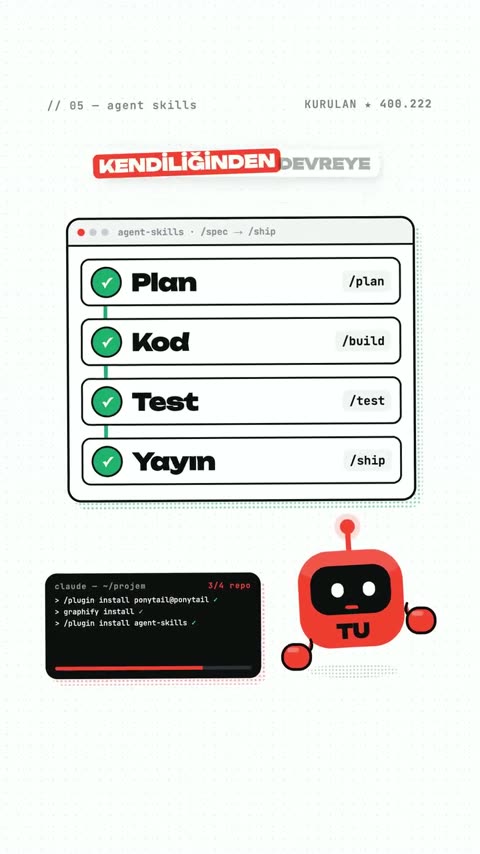 // 05 — agent skills
KURULAN ★ 400.222
KENDİLİĞİNDEN DEVREYE
agent-skills · /spec → /ship
✓ Plan /plan
✓ Kod /build
✓ Test /test
✓ Yayın /ship
claude — ~/projem 3/4 repo
> /plugin install ponytail@ponytail ✓
> graphify install ✓
> /plugin install agent-skills ✓
TU